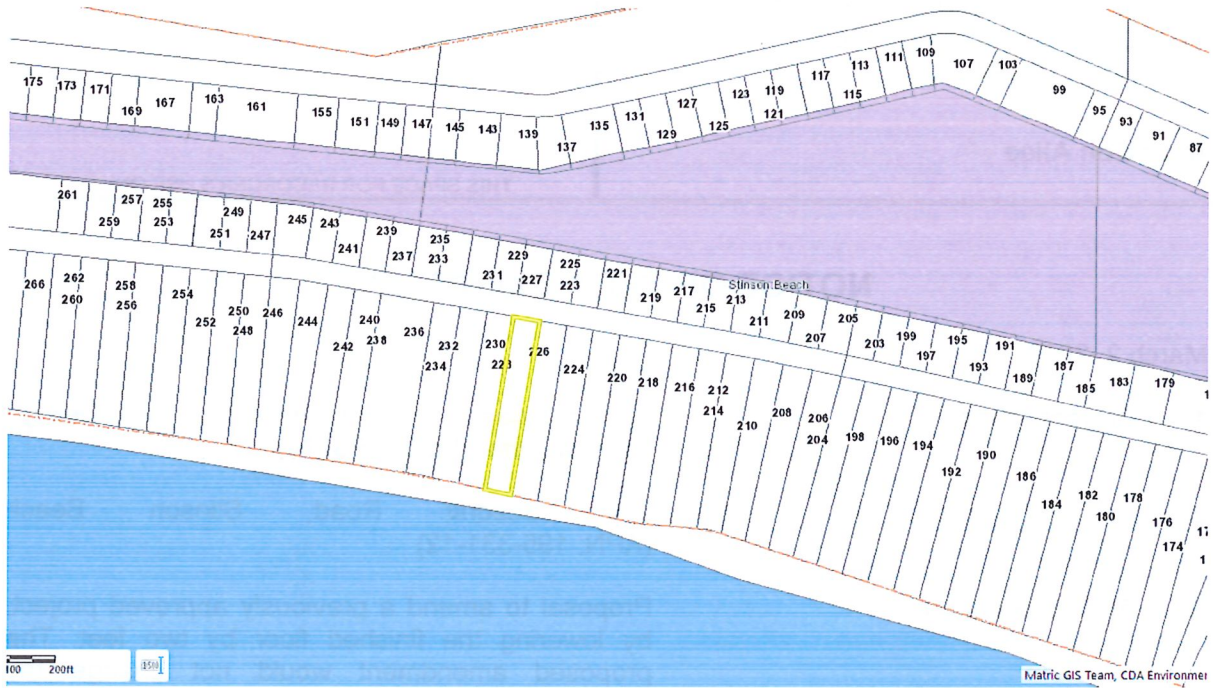 175 173 171 169 167 163 161 155 151 149 147 145 143 139 137 135 131 129 127 125 123 119 121 117 115 113 111 109 107 103 99 95 93 91 87
261 259 257 255 253 251 249 247 245 243 241 239 237 235 233 231 229 227 225 223 221 219 217 215 213 211 209 207 205 203 199 197 195 193 191 189 187 185 183 179
Stinson Beach
266 262 260 258 256 254 252 250 248 246 244 242 240 238 236 234 232 230 226 224 220 218 216 212 214 210 208 206 204 198 196 194 192 190 186 184 182 180 178 176 174
200ft
Matric GIS Team, CDA Environmer